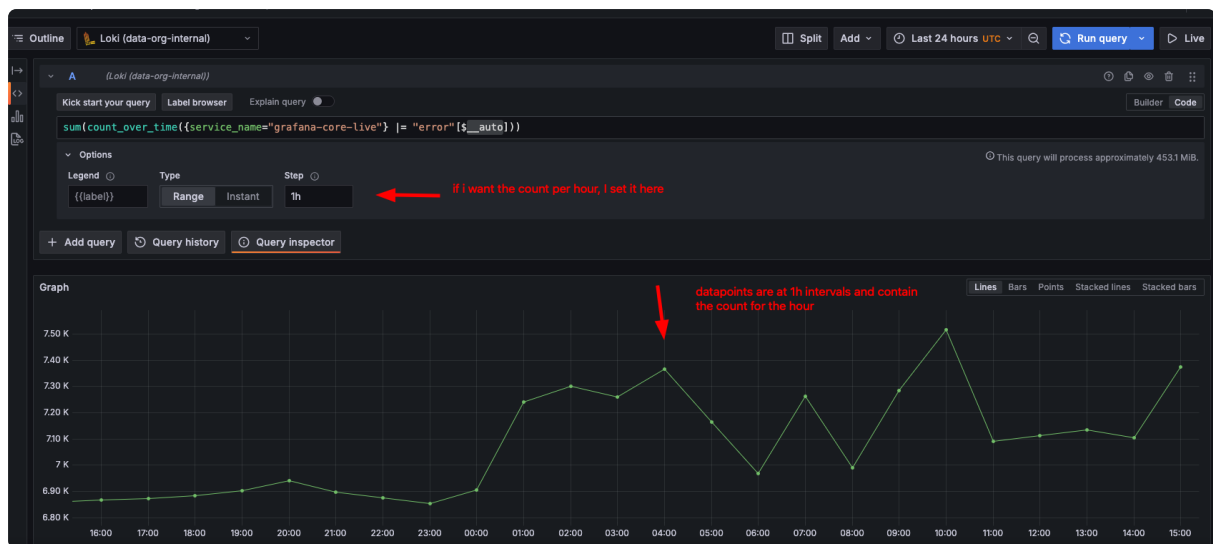 Outline
Loki (data-org-internal)
Split
Add
Last 24 hours UTC
Run query
Live
A
(Loki (data-org-internal))
Kick start your query
Label browser
Explain query
Builder
Code
sum(count_over_time({service_name="grafana-core-live"} |= "error"[$__auto]))
Options
This query will process approximately 453.1 MiB.
Legend
Type
Step
{{label}}
Range
Instant
1h
if i want the count per hour, I set it here
+ Add query
Query history
Query inspector
Graph
datapoints are at 1h intervals and contain
the count for the hour
Lines
Bars
Points
Stacked lines
Stacked bars
7.50 K
7.40 K
7.30 K
7.20 K
7.10 K
7 K
6.90 K
6.80 K
16:00
17:00
18:00
19:00
20:00
21:00
22:00
23:00
00:00
01:00
02:00
03:00
04:00
05:00
06:00
07:00
08:00
09:00
10:00
11:00
12:00
13:00
14:00
15:00